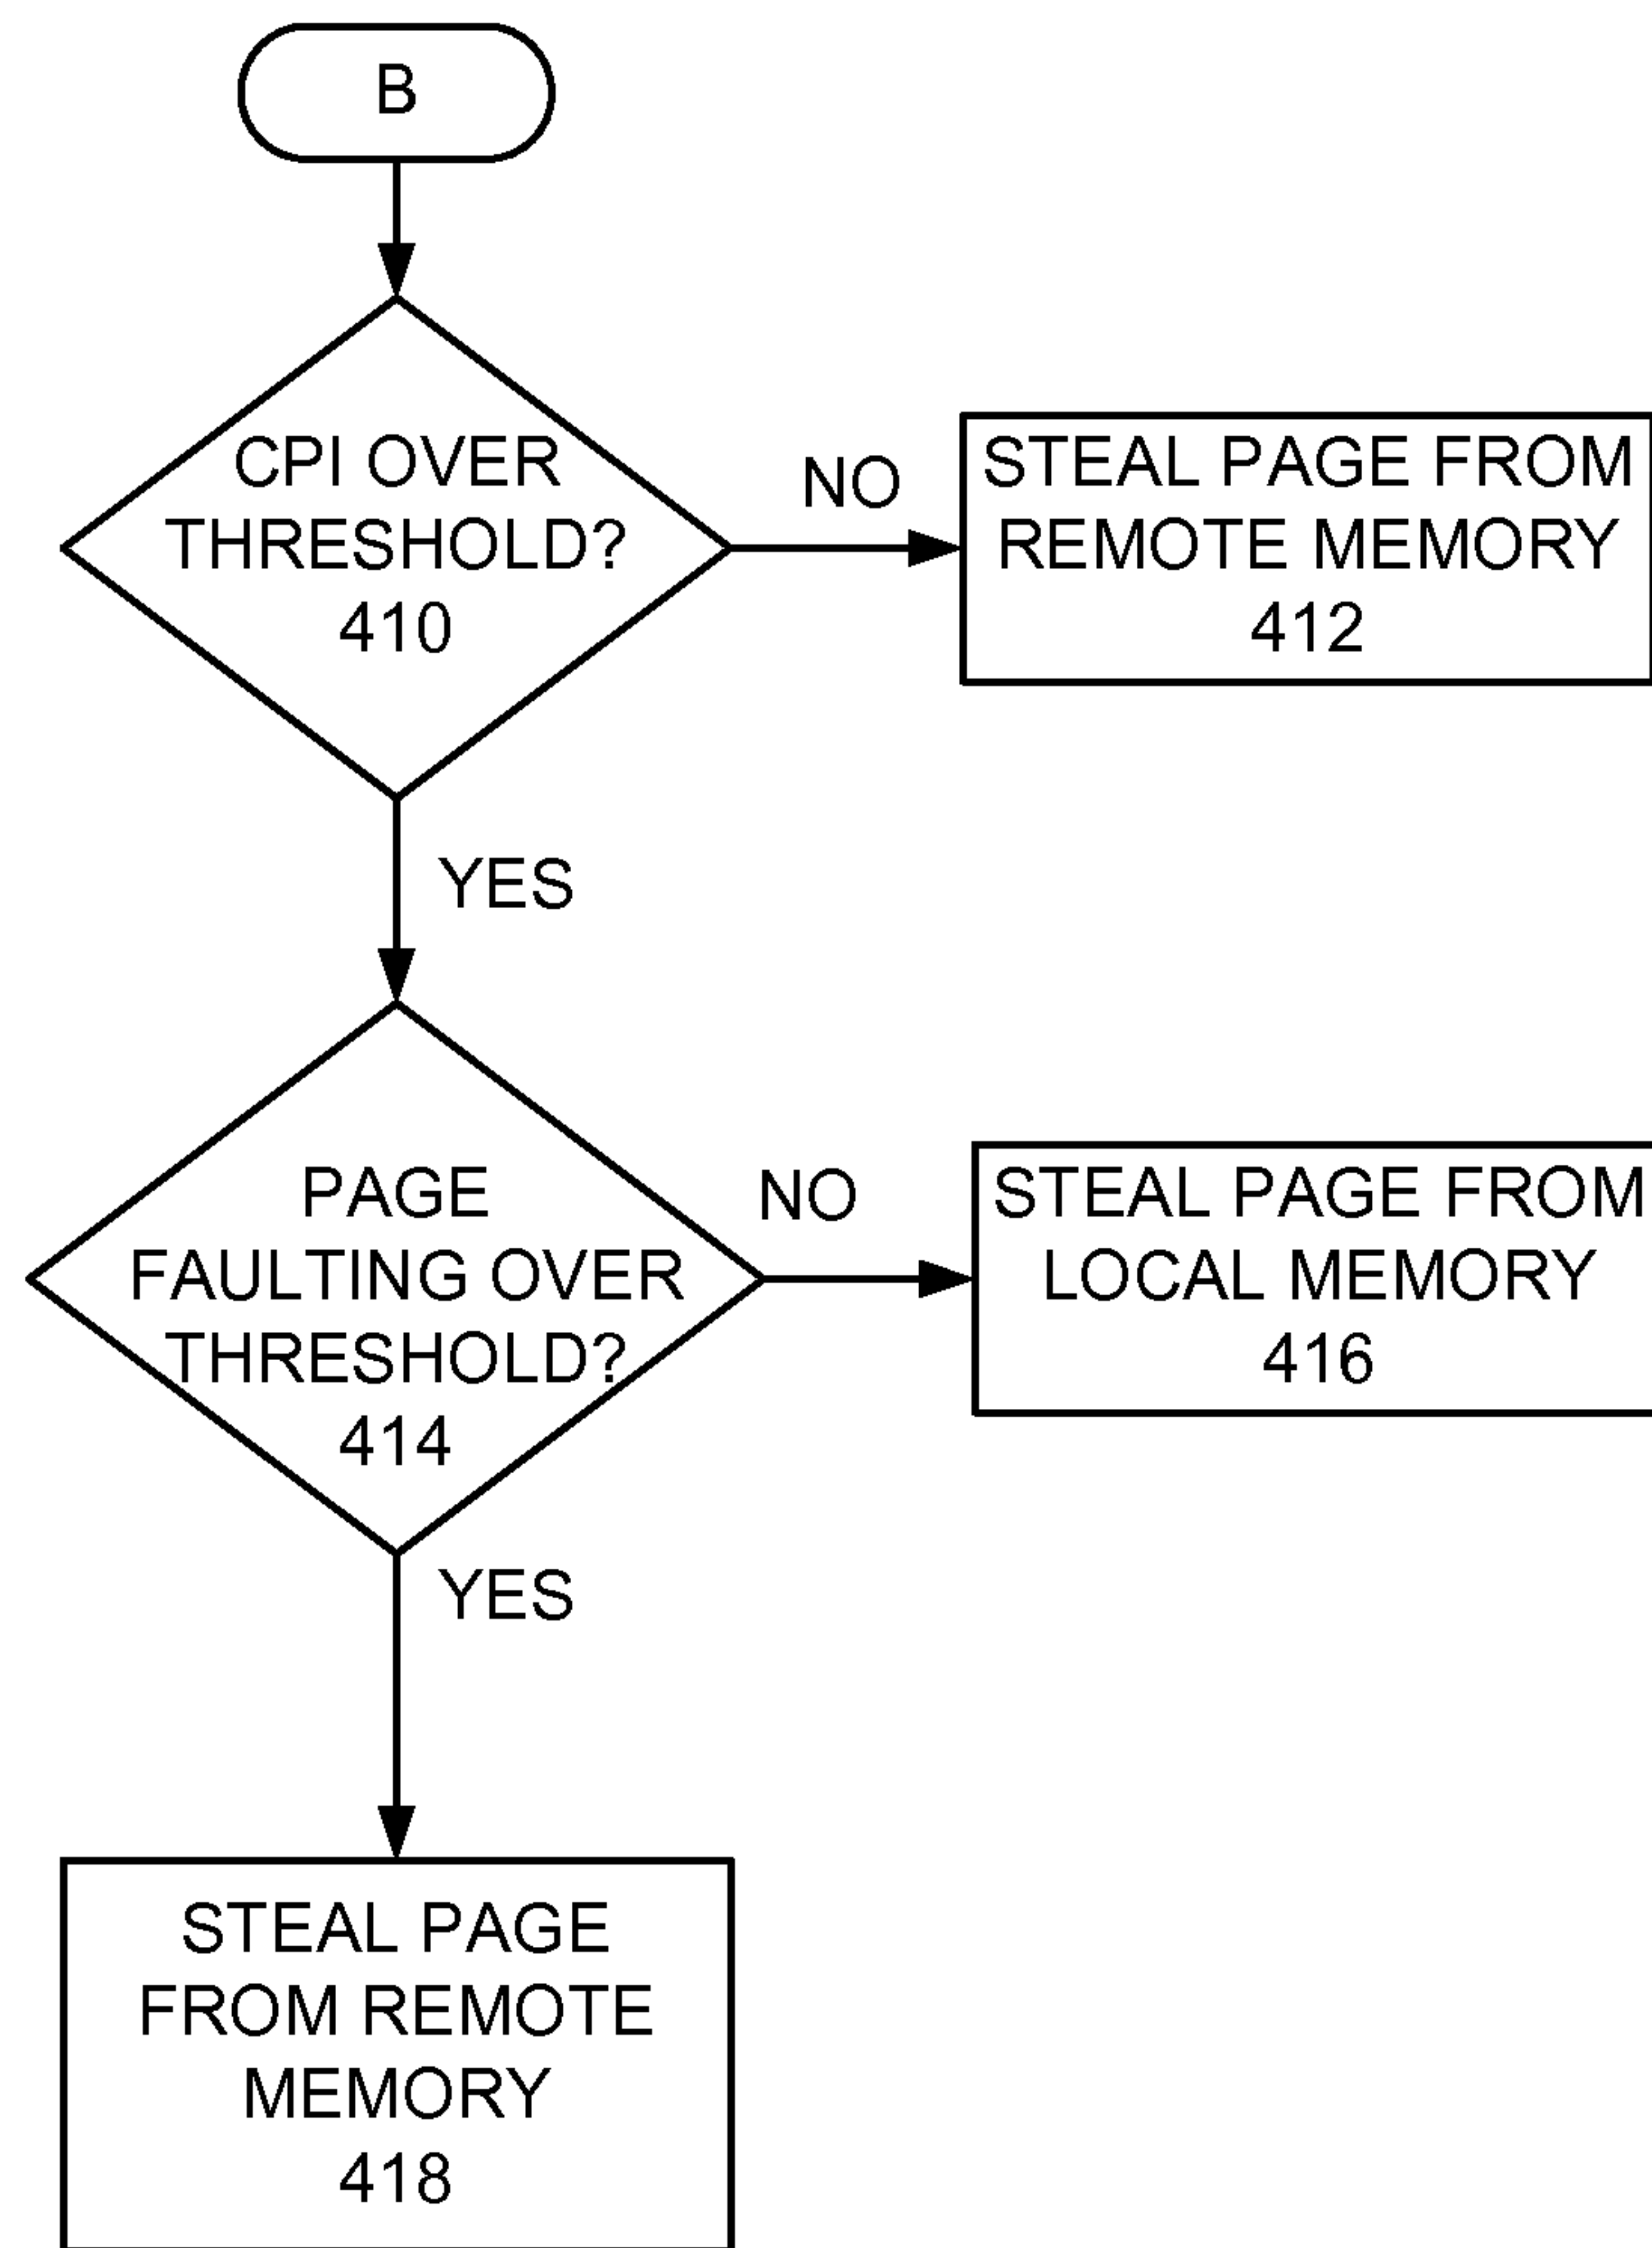 B
CPI OVER
THRESHOLD?
410
NO
STEAL PAGE FROM
REMOTE MEMORY
412
YES
PAGE
FAULTING OVER
THRESHOLD?
414
NO
STEAL PAGE FROM
LOCAL MEMORY
416
YES
STEAL PAGE
FROM REMOTE
MEMORY
418